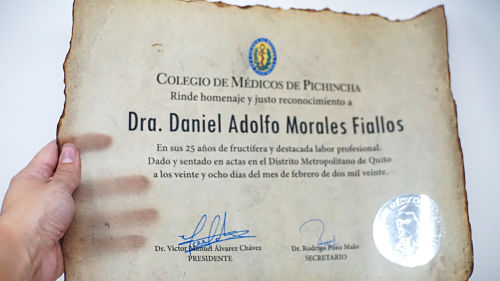 COLEGIO DE MÉDICOS DE PICHINCHA
Rinde homenaje y justo reconocimiento a
Dra. Daniel Adolfo Morales Fiallos
En sus 25 años de fructífera y destacada labor profesional.
Dado y sentado en actas en el Distrito Metropolitano de Quito
a los veinte y ocho días del mes de febrero de dos mil veinte.
Dr. Víctor Manuel Álvarez Chávez
PRESIDENTE
Dr. Rodrigo Pino Malo
SECRETARIO